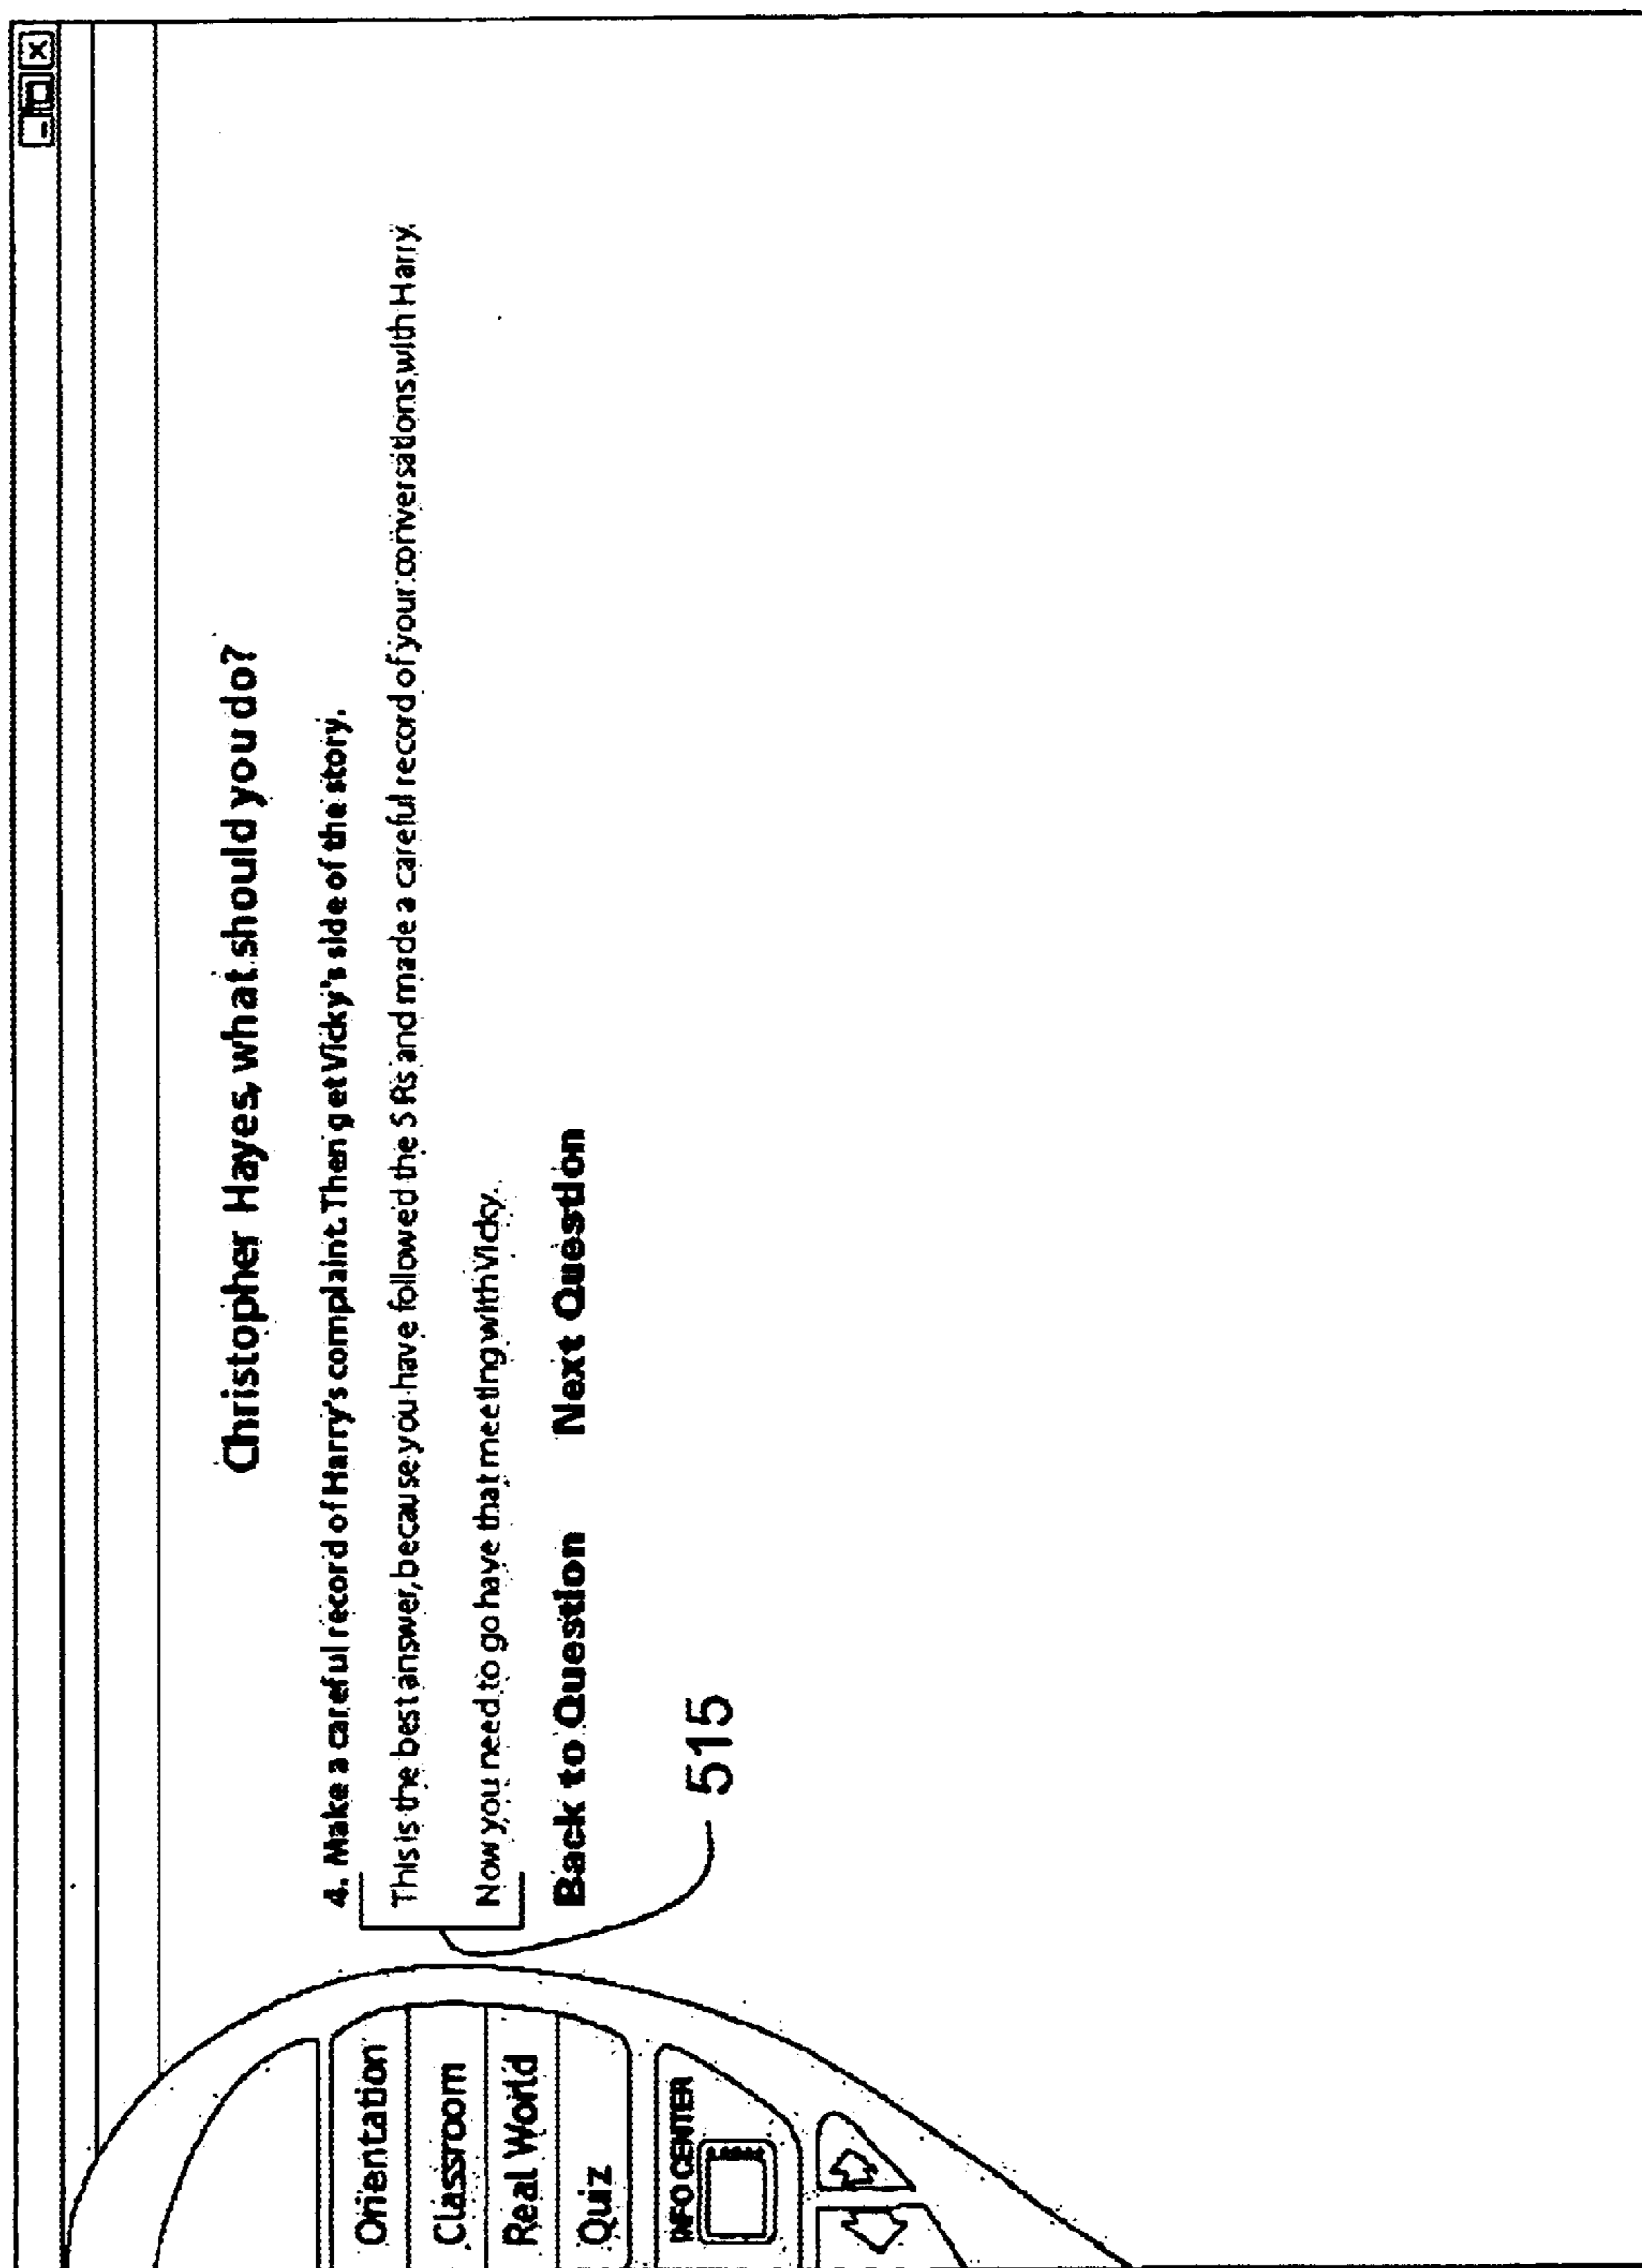 Christopher Hayes, what should you do?
4. Make a careful record of Harry's complaint. Then get Vicky's side of the story.
This is the best answer, because you have followed the 5 Rs and made a careful record of your conversations with Harry.
Now you need to go have that meeting with Vicky.
Back to Question Next Question
515
Orientation
Classroom
Real World
Quiz
INFO CENTER